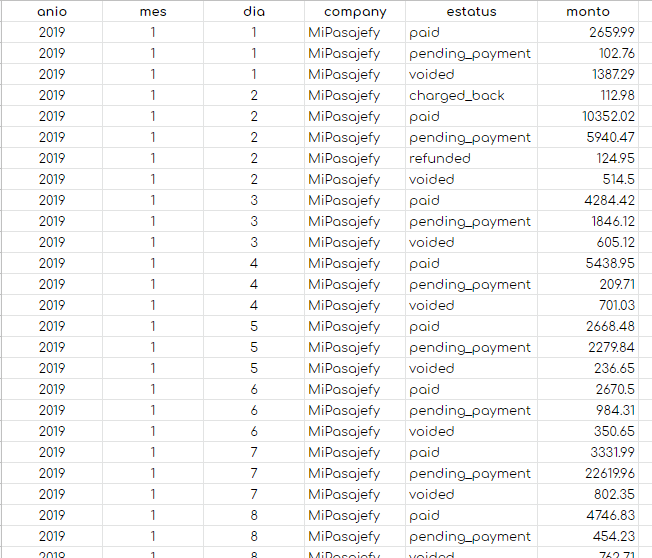 anio mes dia company estatus monto
2019 1 1 MiPasajefy paid 2659.99
2019 1 1 MiPasajefy pending_payment 102.76
2019 1 1 MiPasajefy voided 1387.29
2019 1 2 MiPasajefy charged_back 112.98
2019 1 2 MiPasajefy paid 10352.02
2019 1 2 MiPasajefy pending_payment 5940.47
2019 1 2 MiPasajefy refunded 124.95
2019 1 2 MiPasajefy voided 514.5
2019 1 3 MiPasajefy paid 4284.42
2019 1 3 MiPasajefy pending_payment 1846.12
2019 1 3 MiPasajefy voided 605.12
2019 1 4 MiPasajefy paid 5438.95
2019 1 4 MiPasajefy pending_payment 209.71
2019 1 4 MiPasajefy voided 701.03
2019 1 5 MiPasajefy paid 2668.48
2019 1 5 MiPasajefy pending_payment 2279.84
2019 1 5 MiPasajefy voided 236.65
2019 1 6 MiPasajefy paid 2670.5
2019 1 6 MiPasajefy pending_payment 984.31
2019 1 6 MiPasajefy voided 350.65
2019 1 7 MiPasajefy paid 3331.99
2019 1 7 MiPasajefy pending_payment 22619.96
2019 1 7 MiPasajefy voided 802.35
2019 1 8 MiPasajefy paid 4746.83
2019 1 8 MiPasajefy pending_payment 454.23
2019 1 8 MiPasajefy voided 762.71